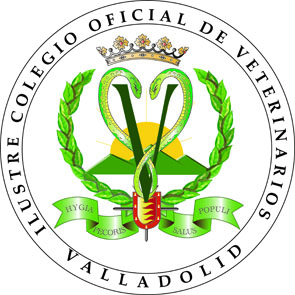 ILUSTRE COLEGIO OFICIAL DE VETERINARIOS
VALLADOLID
HYGIA
PECORIS
SALUS
POPULI